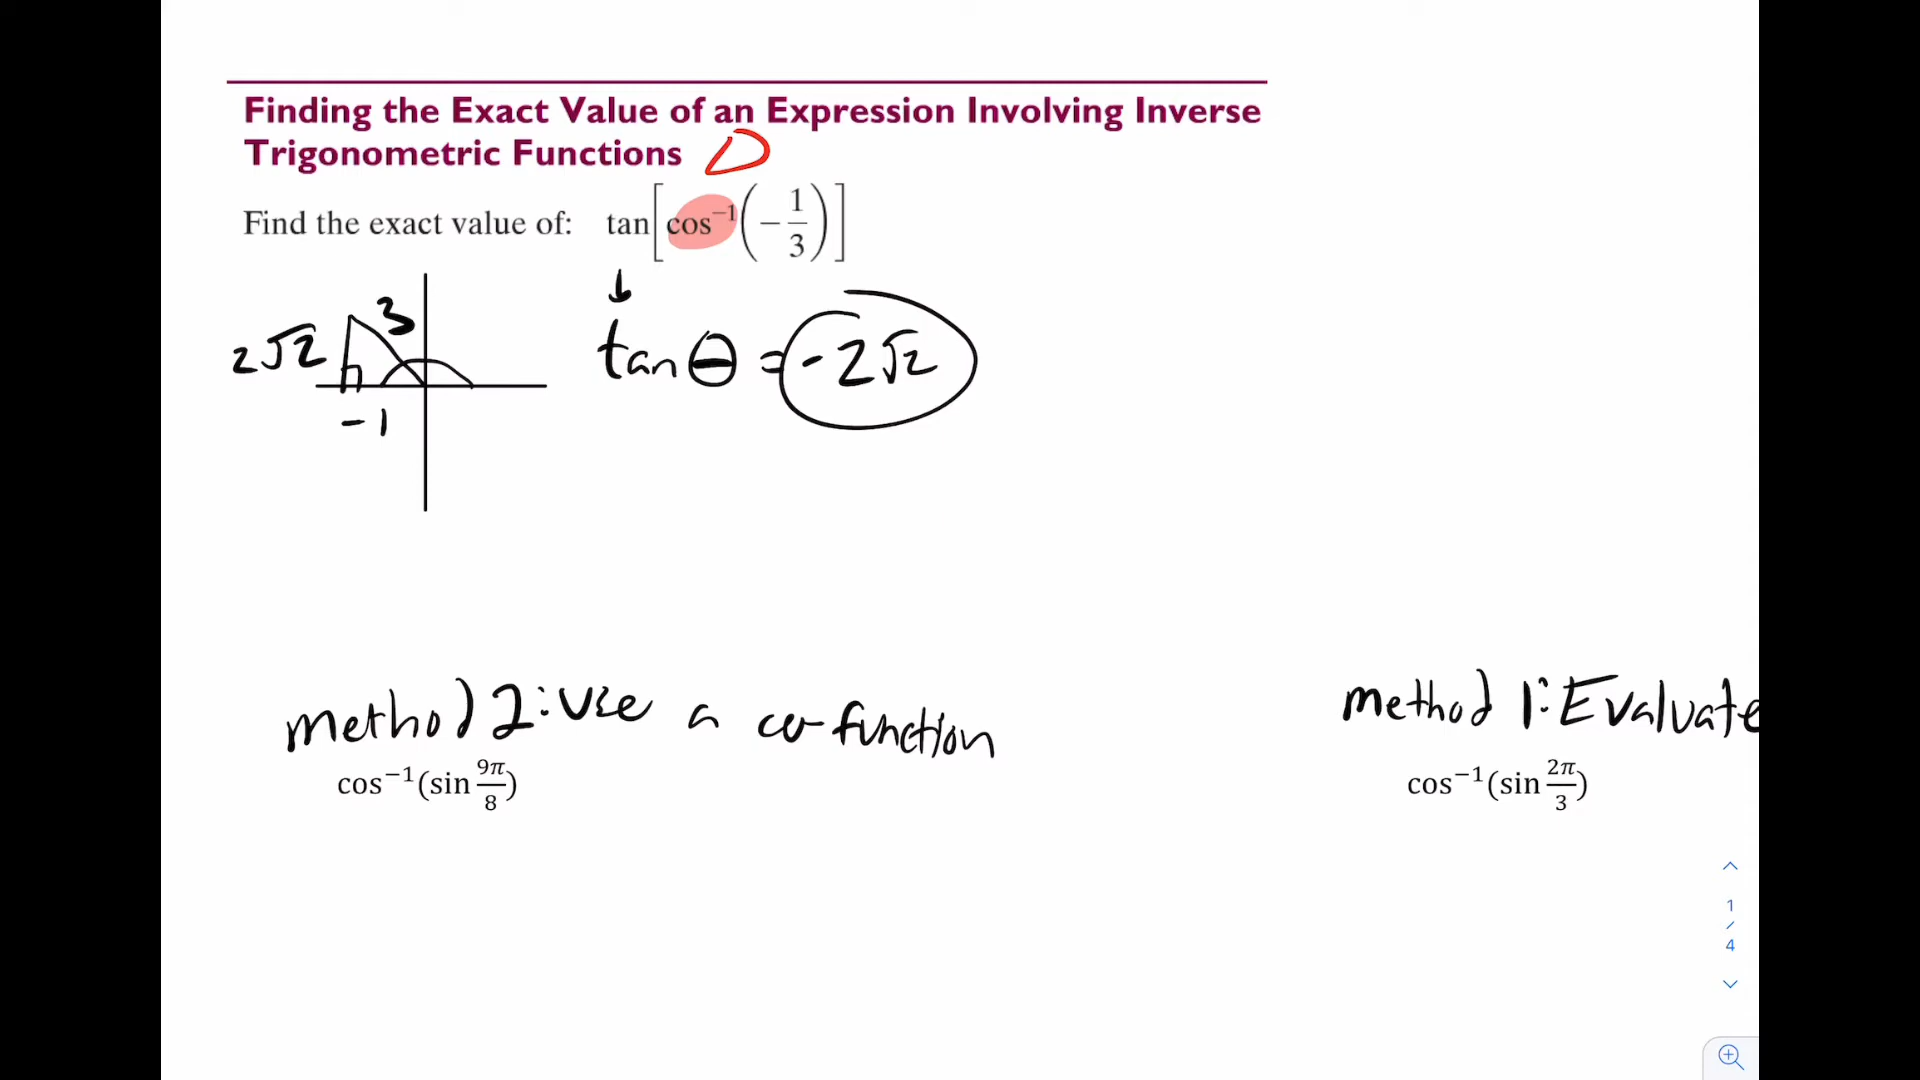 Finding the Exact Value of an Expression Involving Inverse
Trigonometric Functions
Find the exact value of: tan[cos⁻¹(−1/3)]
3
2√2
-1
↓
tanθ = -2√2
method 2: Use a co-function
cos⁻¹(sin 9π/8)
method 1: Evaluate
cos⁻¹(sin 2π/3)
1
/
4